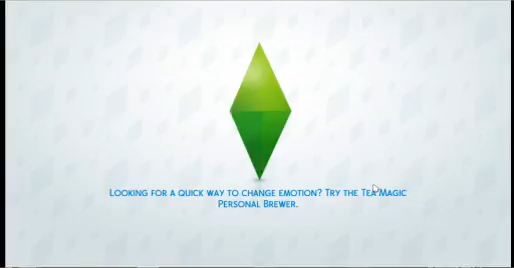 Looking for a quick way to change emotion? Try the Tea Magic
Personal Brewer.